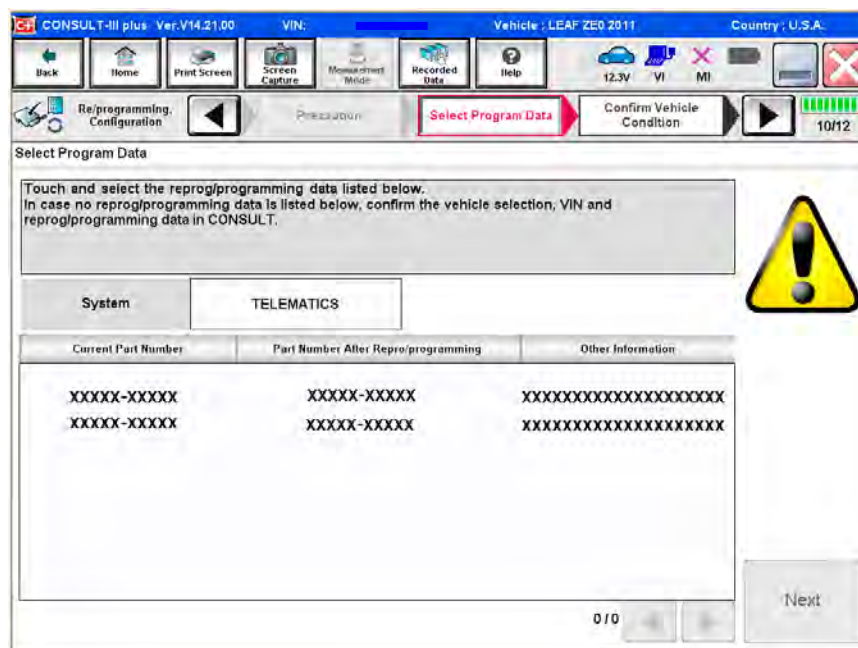 C+ CONSULT-III plus Ver.V14.21.00 VIN: Vehicle : LEAF ZE0 2011 Country : U.S.A.
Back Home Print Screen Screen Capture Measurement Mode Recorded Data Help 12.3V VI MI
Re/programming, Configuration Precaution Select Program Data Confirm Vehicle Condition 10/12
Select Program Data
Touch and select the reprog/programming data listed below.
In case no reprog/programming data is listed below, confirm the vehicle selection, VIN and
reprog/programming data in CONSULT.
System TELEMATICS
Current Part Number Part Number After Repro/programming Other Information
XXXXX-XXXXX XXXXX-XXXXX XXXXXXXXXXXXXXXXXXXX
XXXXX-XXXXX XXXXX-XXXXX XXXXXXXXXXXXXXXXXXXX
Next
0/0